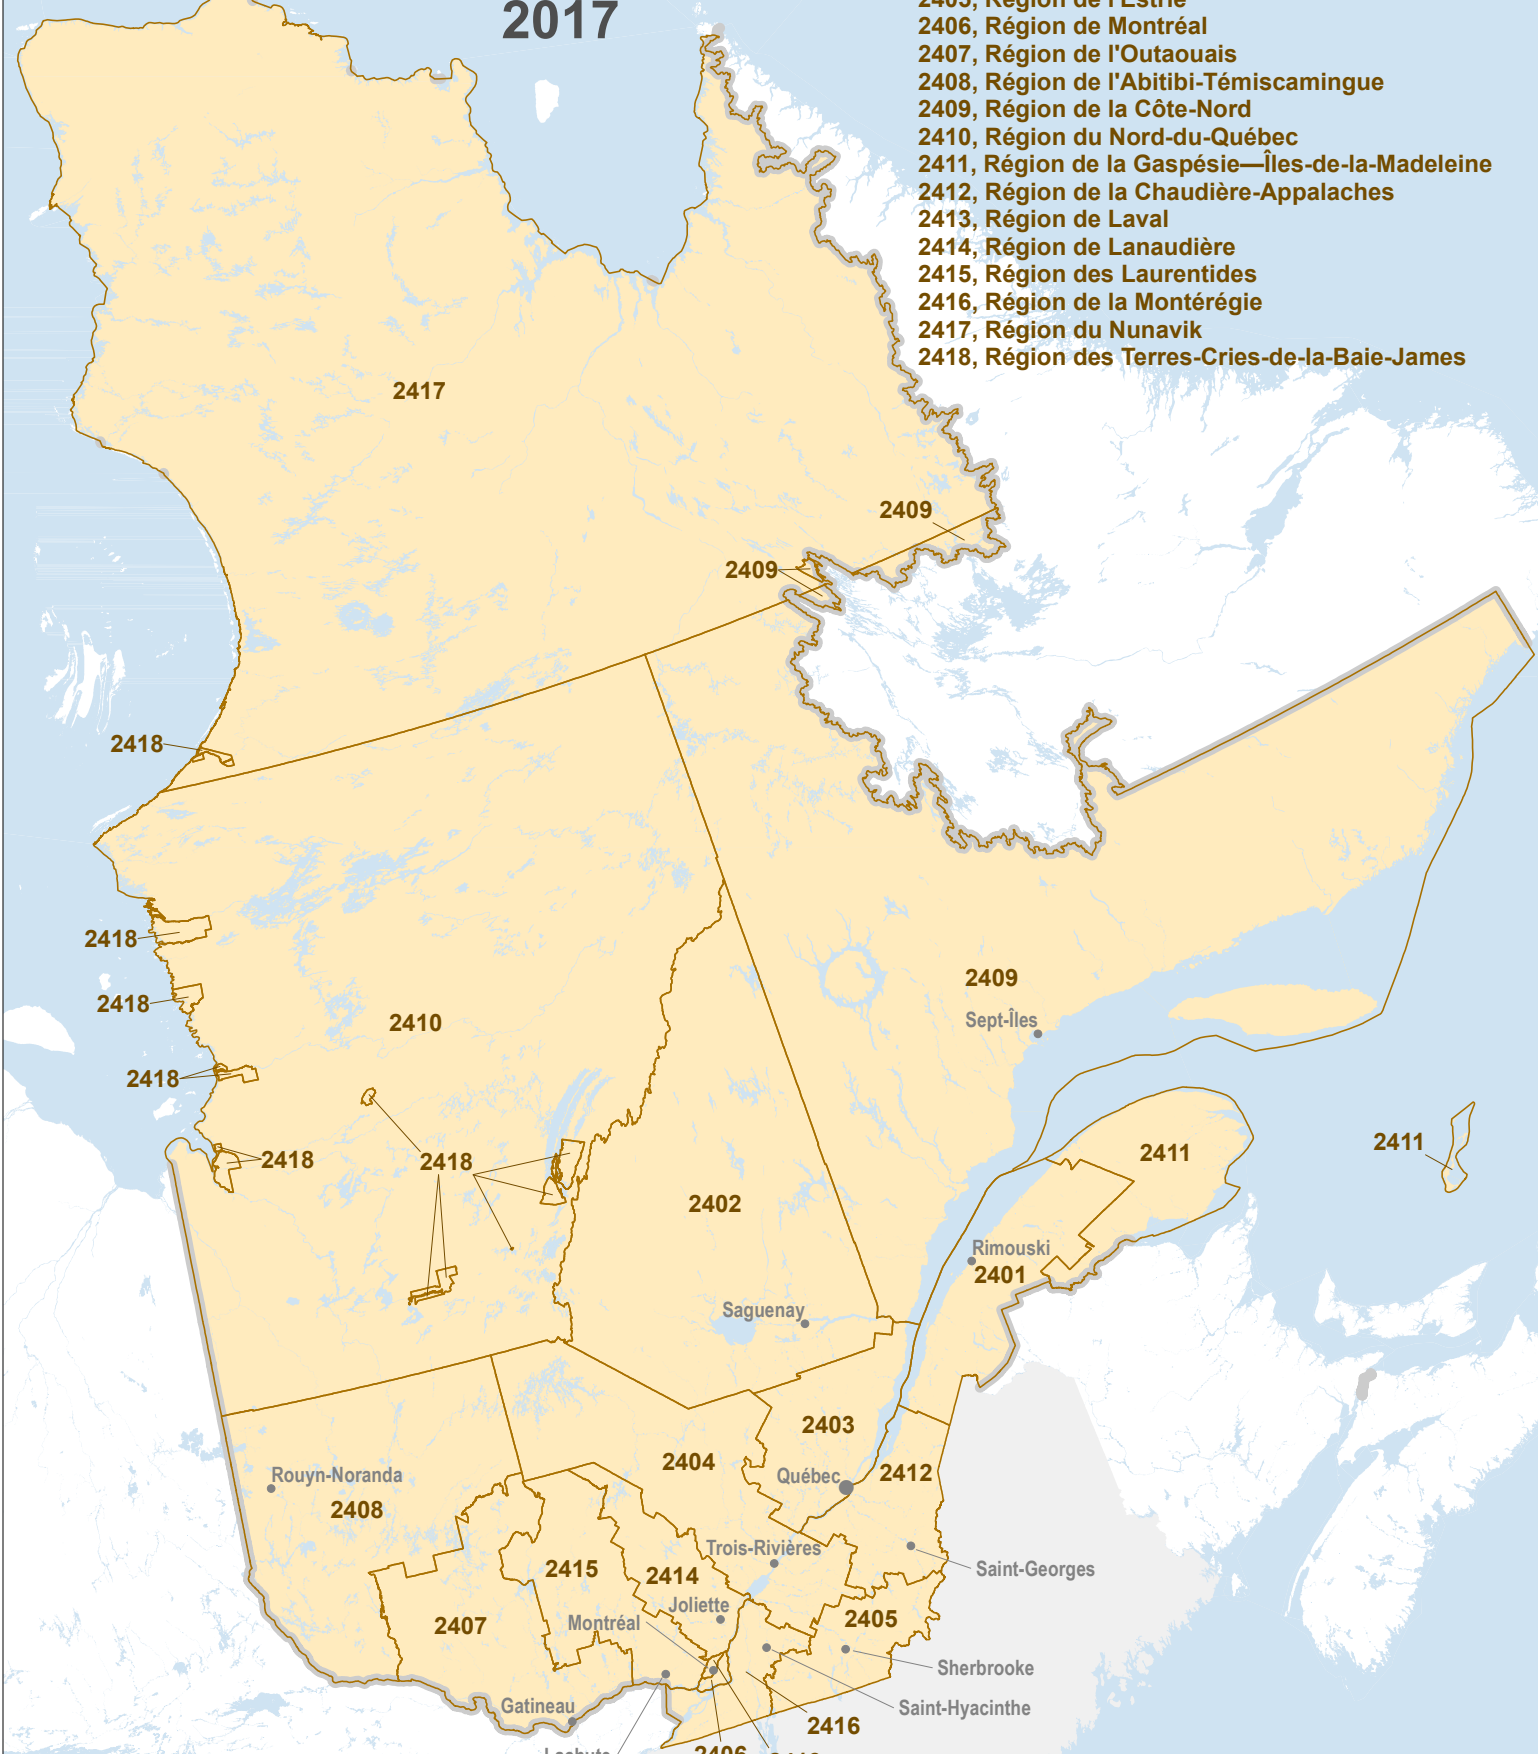 2017
2405, Région de l'Estrie
2406, Région de Montréal
2407, Région de l'Outaouais
2408, Région de l'Abitibi-Témiscamingue
2409, Région de la Côte-Nord
2410, Région du Nord-du-Québec
2411, Région de la Gaspésie—Îles-de-la-Madeleine
2412, Région de la Chaudière-Appalaches
2413, Région de Laval
2414, Région de Lanaudière
2415, Région des Laurentides
2416, Région de la Montérégie
2417, Région du Nunavik
2418, Région des Terres-Cries-de-la-Baie-James
2417
2409
2409
2418
2418
2409
2418
Sept-Îles
2410
2418
2411
2411
2418
2418
2402
Rimouski
2401
Saguenay
2403
2404
2412
Québec
Rouyn-Noranda
2408
Trois-Rivières
Saint-Georges
2415
2414
Joliette
2405
Montréal
2407
Sherbrooke
Gatineau
Saint-Hyacinthe
2416
Lachute
2406